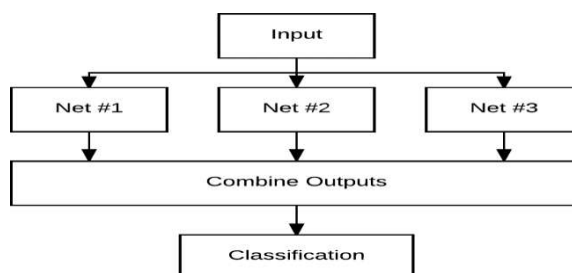 Input
Net #1
Net #2
Net #3
Combine Outputs
Classification